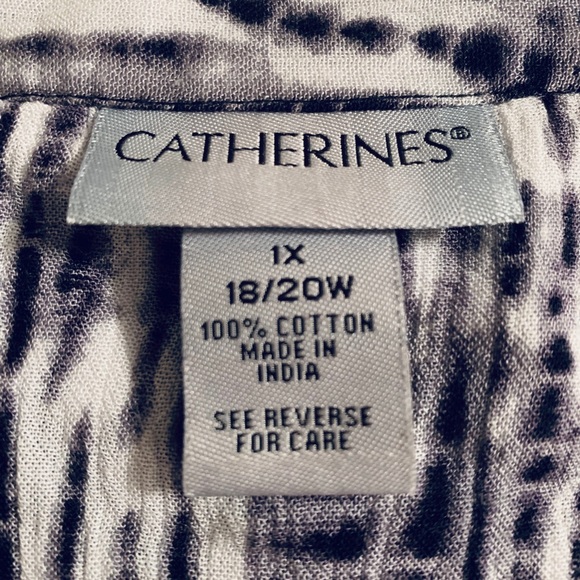 CATHERINES®
1X
18/20W
100% COTTON
MADE IN
INDIA
SEE REVERSE
FOR CARE